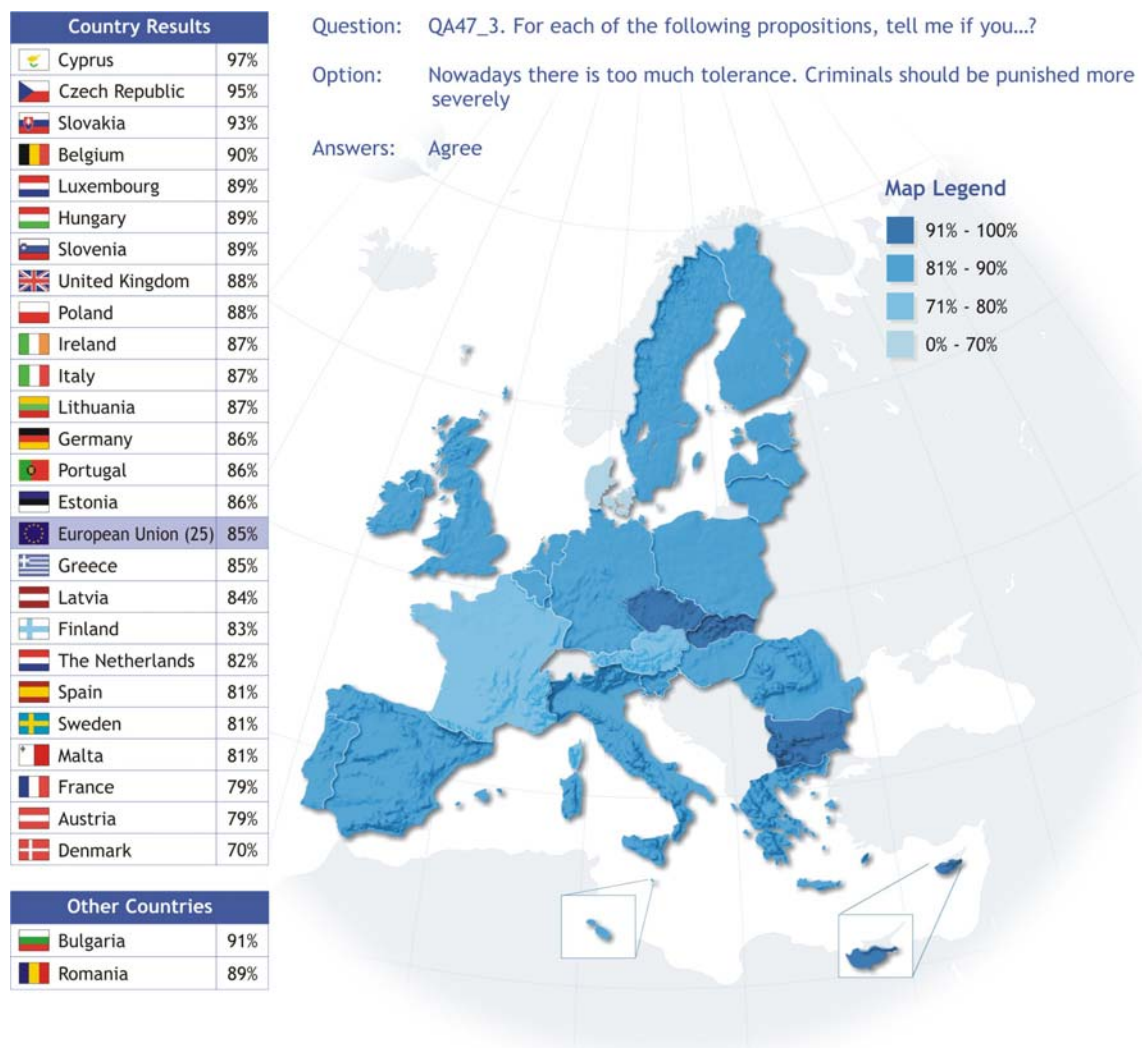 Country Results
Cyprus 97%
Czech Republic 95%
Slovakia 93%
Belgium 90%
Luxembourg 89%
Hungary 89%
Slovenia 89%
United Kingdom 88%
Poland 88%
Ireland 87%
Italy 87%
Lithuania 87%
Germany 86%
Portugal 86%
Estonia 86%
European Union (25) 85%
Greece 85%
Latvia 84%
Finland 83%
The Netherlands 82%
Spain 81%
Sweden 81%
Malta 81%
France 79%
Austria 79%
Denmark 70%
Other Countries
Bulgaria 91%
Romania 89%
Question: QA47_3. For each of the following propositions, tell me if you...?
Option: Nowadays there is too much tolerance. Criminals should be punished more
severely
Answers: Agree
Map Legend
91% - 100%
81% - 90%
71% - 80%
0% - 70%